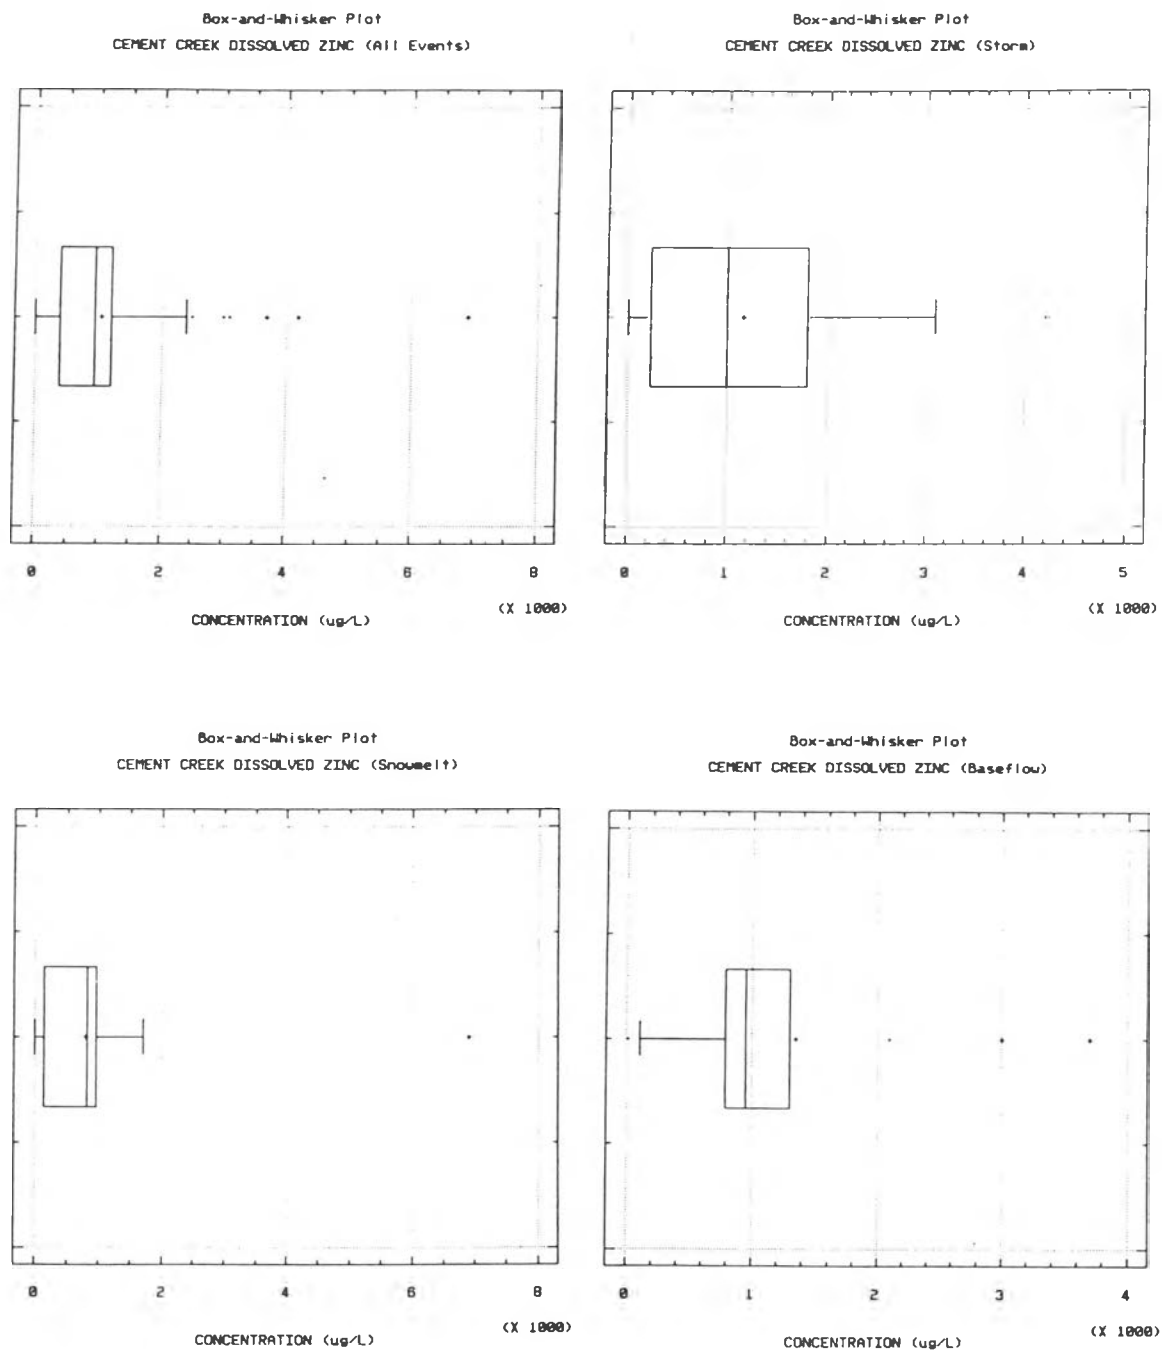 Box-and-Whisker Plot
CEMENT CREEK DISSOLVED ZINC (All Events)
0 2 4 6 8
(X 1000)
CONCENTRATION (ug/L)
Box-and-Whisker Plot
CEMENT CREEK DISSOLVED ZINC (Storm)
0 1 2 3 4 5
(X 1000)
CONCENTRATION (ug/L)
Box-and-Whisker Plot
CEMENT CREEK DISSOLVED ZINC (Snowmelt)
0 2 4 6 8
(X 1000)
CONCENTRATION (ug/L)
Box-and-Whisker Plot
CEMENT CREEK DISSOLVED ZINC (Baseflow)
0 1 2 3 4
(X 1000)
CONCENTRATION (ug/L)